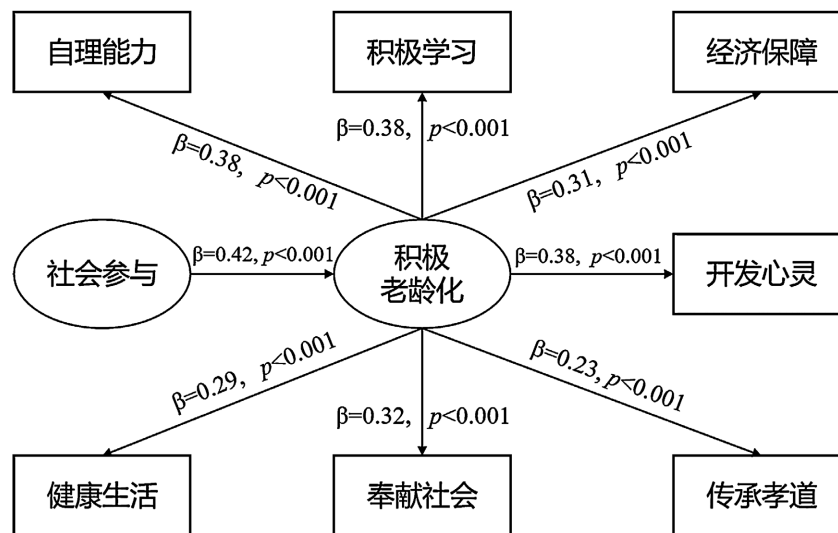 自理能力
积极学习
经济保障
β=0.38, p<0.001
β=0.38, p<0.001
β=0.31, p<0.001
社会参与
β=0.42, p<0.001
积极
老龄化
β=0.38, p<0.001
开发心灵
β=0.29, p<0.001
β=0.32, p<0.001
β=0.23, p<0.001
健康生活
奉献社会
传承孝道